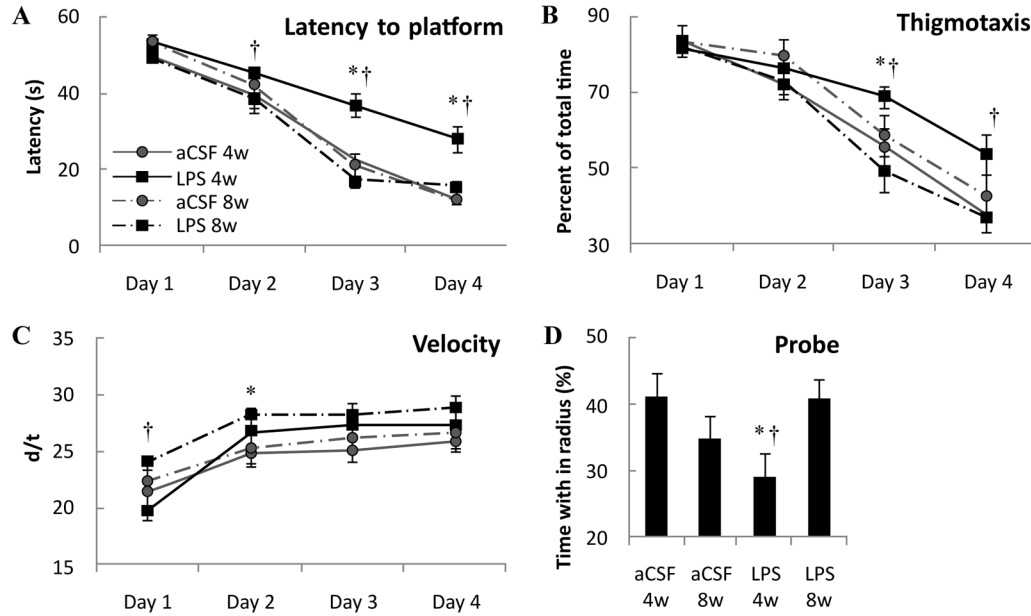 A
Latency to platform
Latency (s)
60
40
20
0
†
*†
*†
aCSF 4w
LPS 4w
aCSF 8w
LPS 8w
Day 1 Day 2 Day 3 Day 4
B
Thigmotaxis
Percent of total time
90
70
50
30
*†
†
Day 1 Day 2 Day 3 Day 4
C
Velocity
d/t
35
30
25
20
15
†
*
Day 1 Day 2 Day 3 Day 4
D
Probe
Time with in radius (%)
50
40
30
20
*†
aCSF aCSF LPS LPS
4w 8w 4w 8w